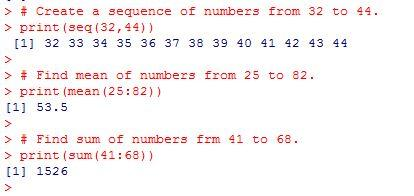 > # Create a sequence of numbers from 32 to 44.
> print(seq(32,44))
[1] 32 33 34 35 36 37 38 39 40 41 42 43 44
>
> # Find mean of numbers from 25 to 82.
> print(mean(25:82))
[1] 53.5
>
> # Find sum of numbers frm 41 to 68.
> print(sum(41:68))
[1] 1526
>